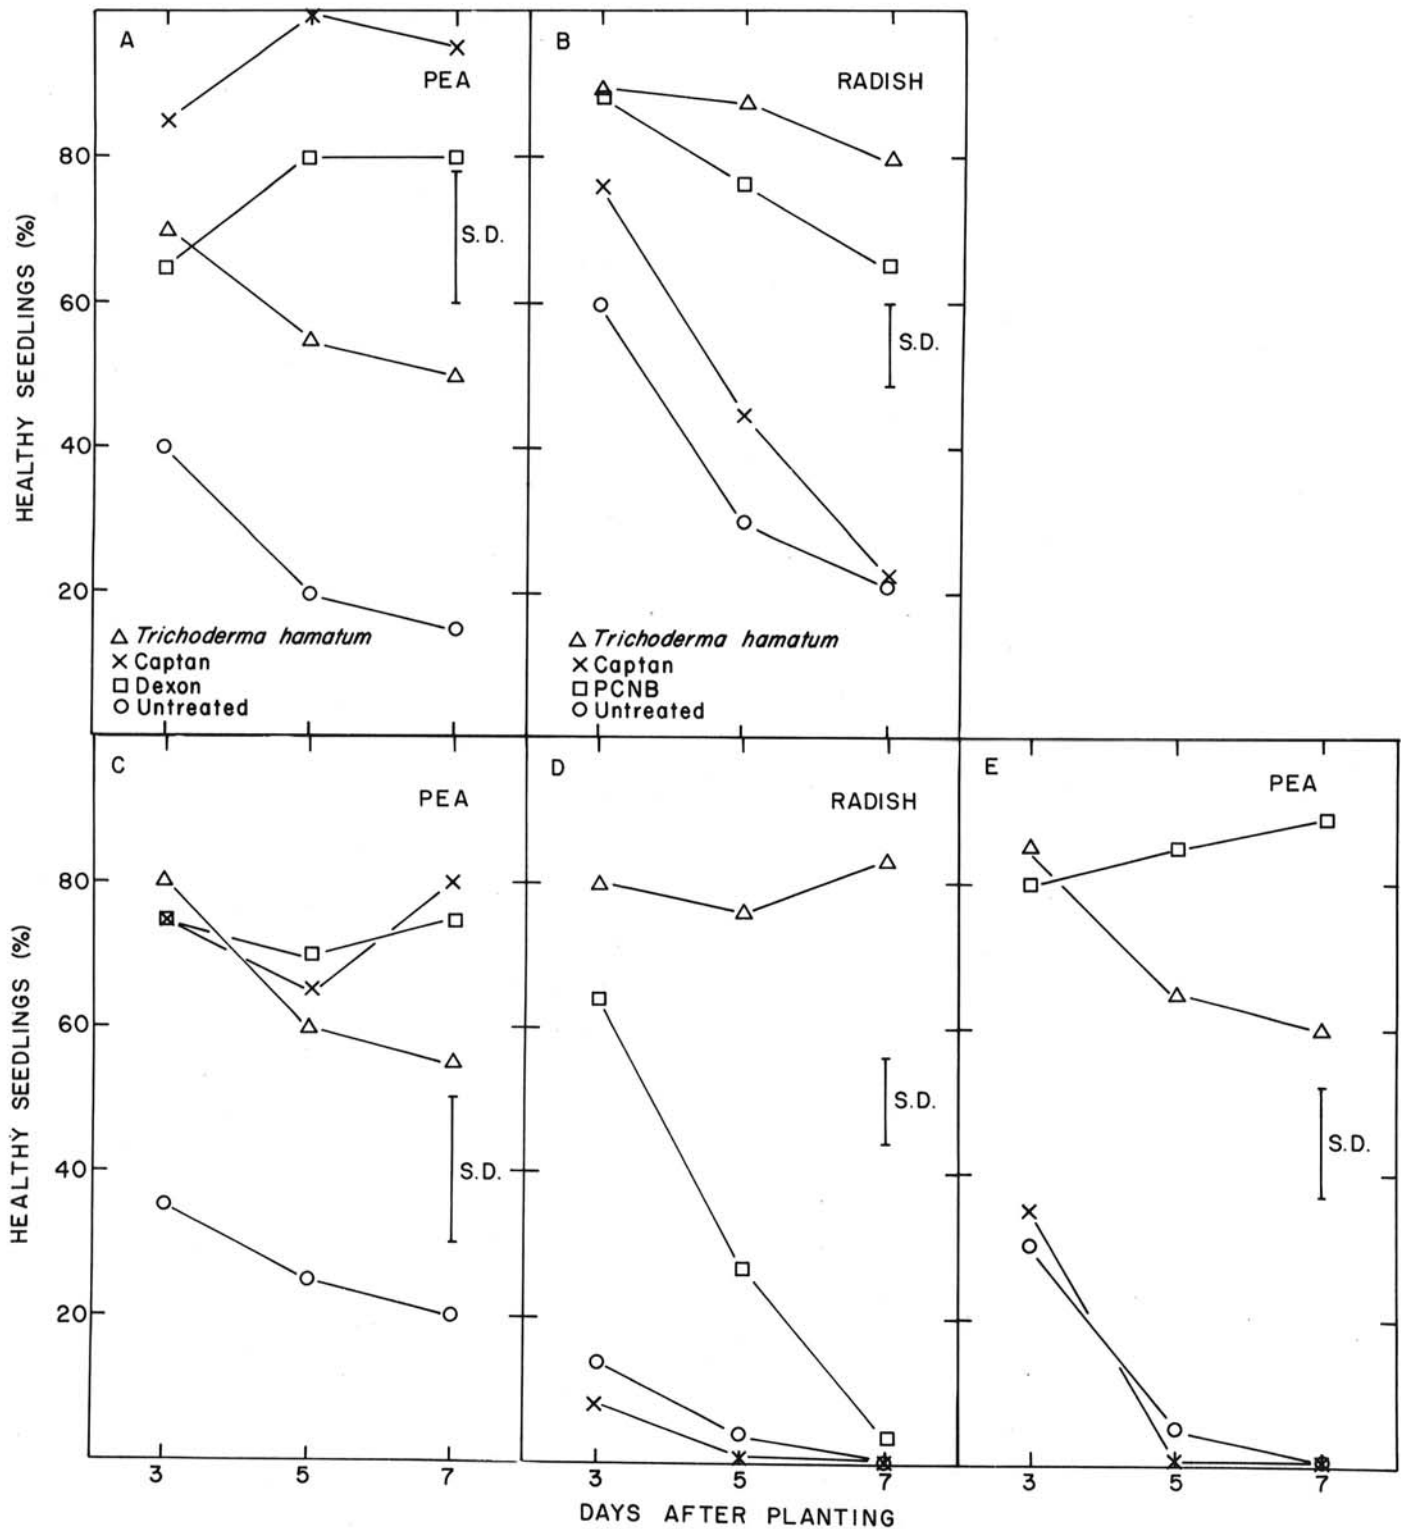 A
PEA
HEALTHY SEEDLINGS (%)
80
60
40
20
S.D.
△ Trichoderma hamatum
× Captan
□ Dexon
○ Untreated
B
RADISH
S.D.
△ Trichoderma hamatum
× Captan
□ PCNB
○ Untreated
C
PEA
HEALTHY SEEDLINGS (%)
80
60
40
20
S.D.
3 5 7
D
RADISH
S.D.
3 5 7
E
PEA
S.D.
3 5 7
DAYS AFTER PLANTING